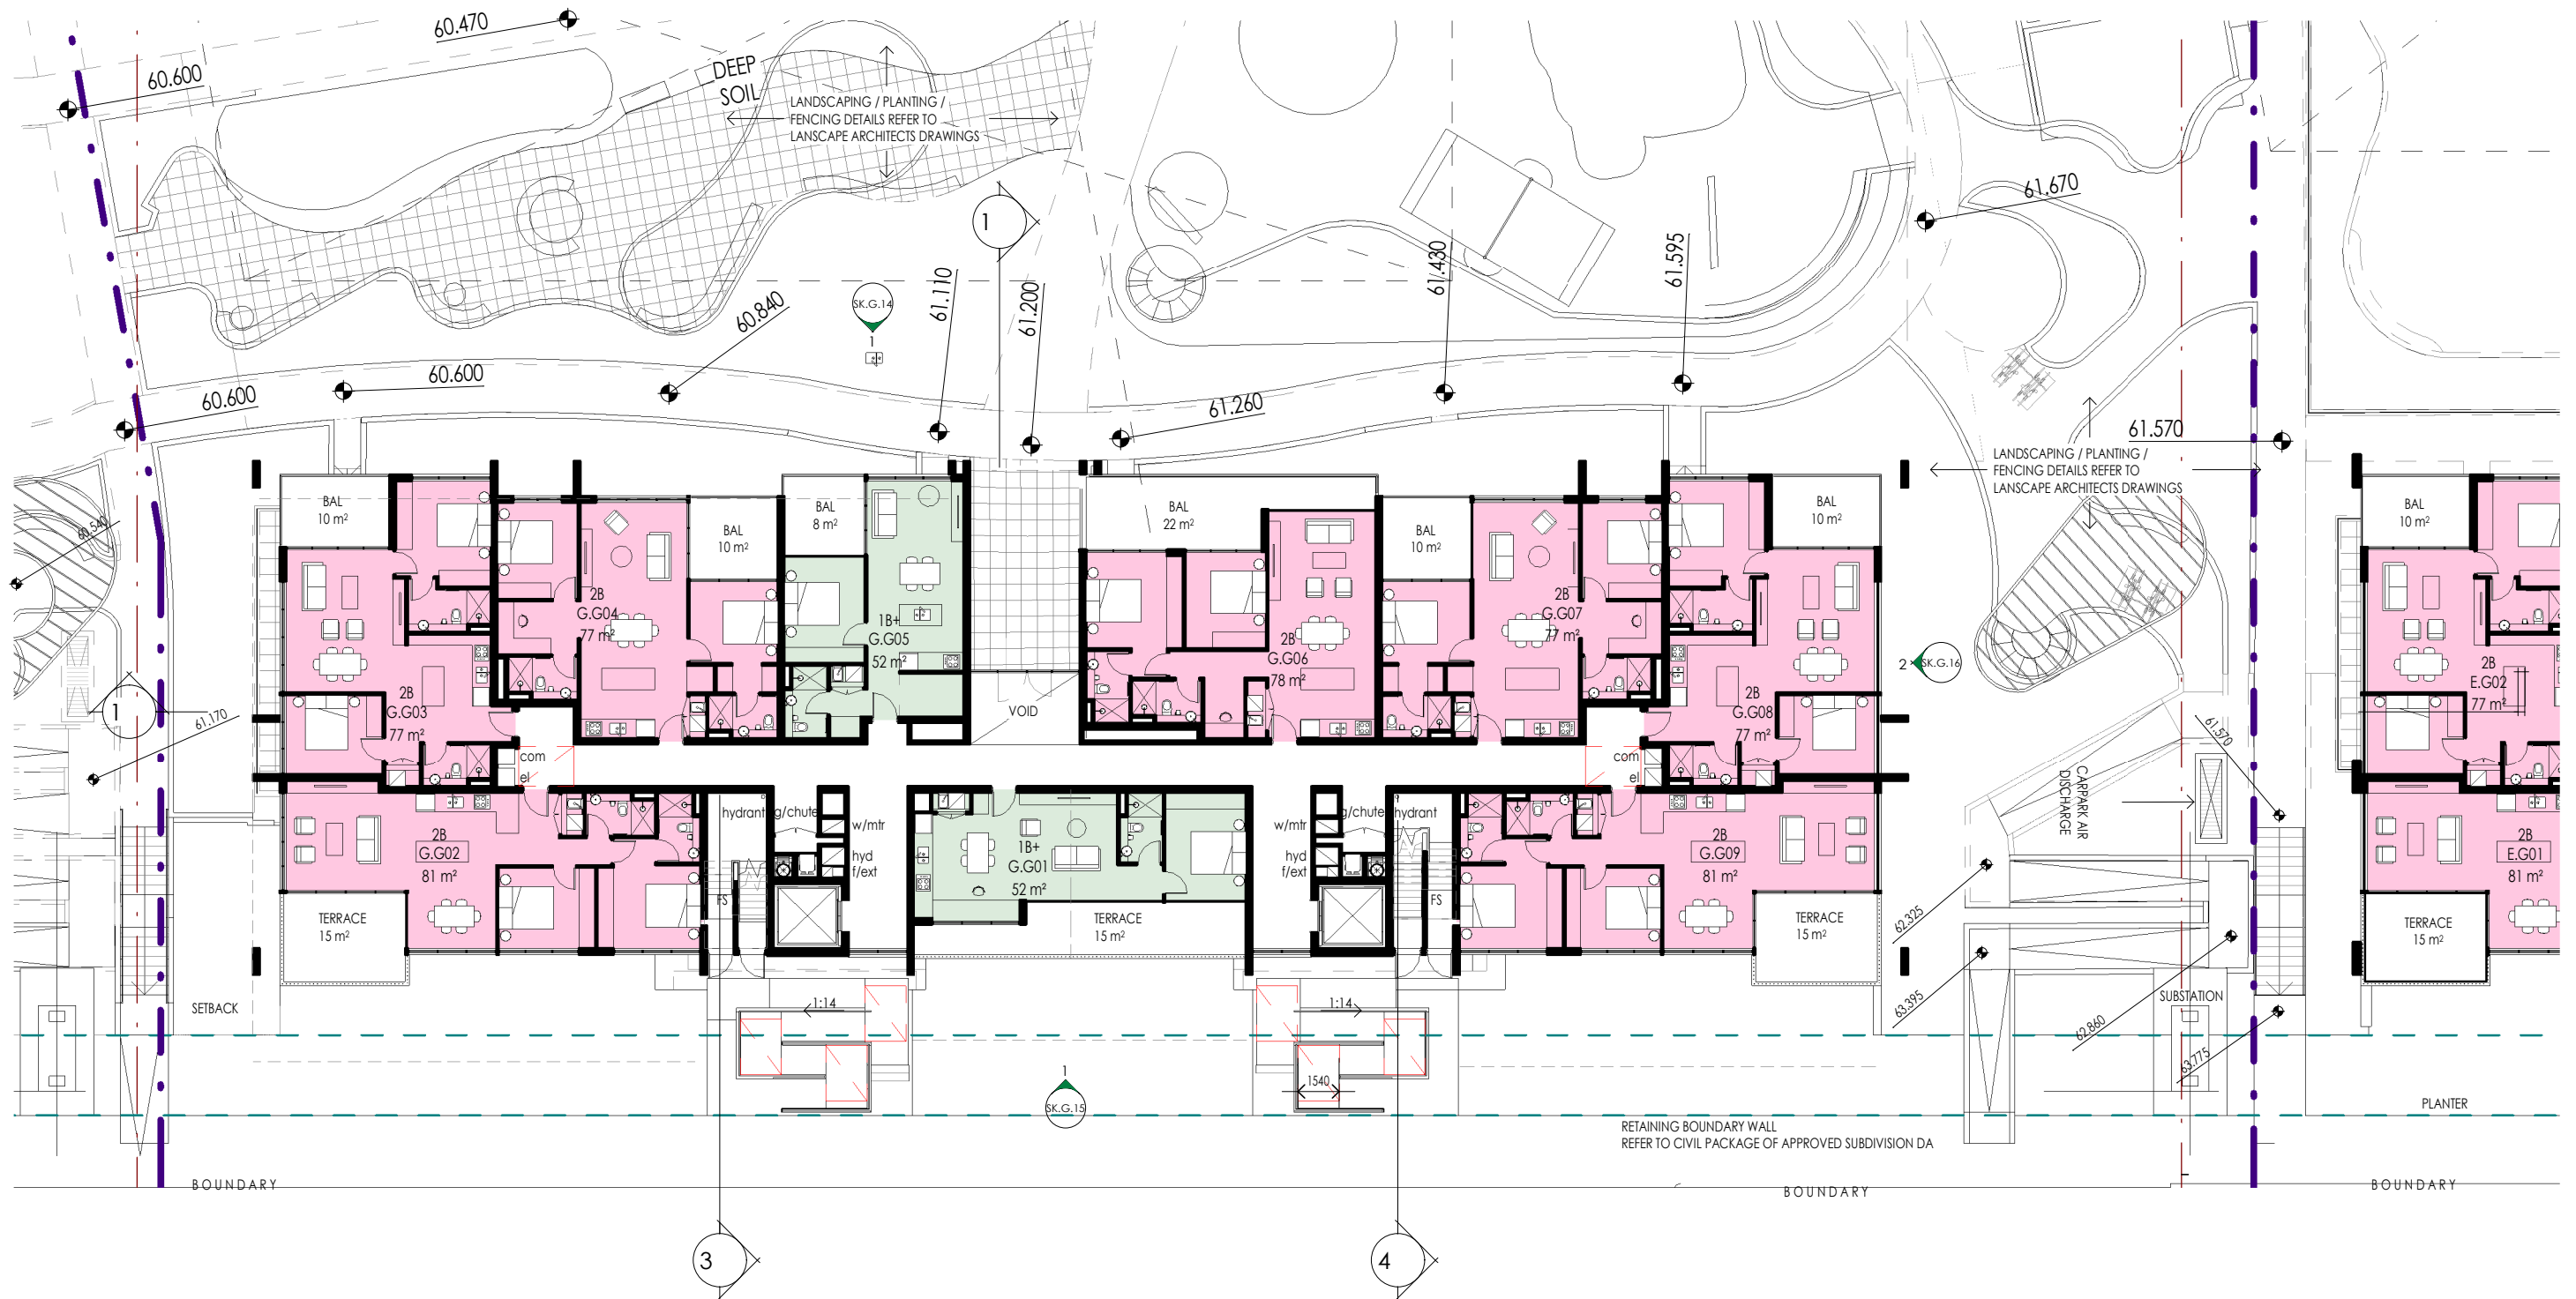 60.470
60.600
DEEP
SOIL
LANDSCAPING / PLANTING /
FENCING DETAILS REFER TO
LANSCAPE ARCHITECTS DRAWINGS
1
61.670
SK.G.14
1
61.110
61.200
60.840
61.430
61.595
60.600
60.600
61.260
61.570
LANDSCAPING / PLANTING /
FENCING DETAILS REFER TO
LANSCAPE ARCHITECTS DRAWINGS
60.540
BAL
10 m²
BAL
10 m²
BAL
8 m²
BAL
22 m²
BAL
10 m²
BAL
10 m²
BAL
10 m²
2B
G.G04
77 m²
1B+
G.G05
52 m²
2B
G.G06
78 m²
2B
G.G07
77 m²
2
SK.G.16
2B
G.G03
77 m²
2B
G.G08
77 m²
2B
E.G02
77 m²
1
61.170
VOID
61.570
com
el
com
el
CARPARK AIR
DISCHARGE
hydrant
g/chute
w/mtr
hyd
f/ext
FS
w/mtr
hyd
f/ext
g/chute
hydrant
FS
2B
G.G02
81 m²
1B+
G.G01
52 m²
2B
G.G09
81 m²
2B
E.G01
81 m²
TERRACE
15 m²
TERRACE
15 m²
TERRACE
15 m²
TERRACE
15 m²
62.325
63.395
62.860
63.775
SETBACK
1:14
1:14
SUBSTATION
1540
1
SK.G.15
PLANTER
RETAINING BOUNDARY WALL
REFER TO CIVIL PACKAGE OF APPROVED SUBDIVISION DA
BOUNDARY
BOUNDARY
BOUNDARY
3
4